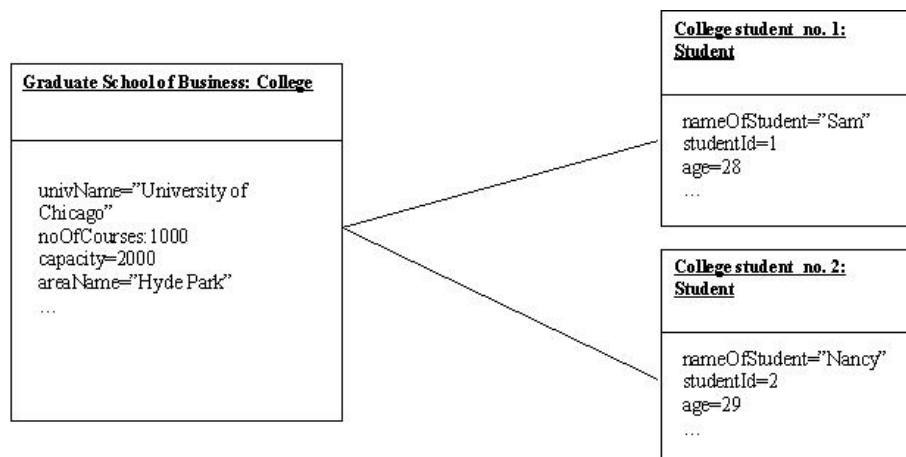 Graduate School of Business: College
univName=”University of
Chicago”
noOfCourses:1000
capacity=2000
areaName=”Hyde Park”
…
College student no. 1:
Student
nameOfStudent=”Sam”
studentId=1
age=28
…
College student no. 2:
Student
nameOfStudent=”Nancy”
studentId=2
age=29
…